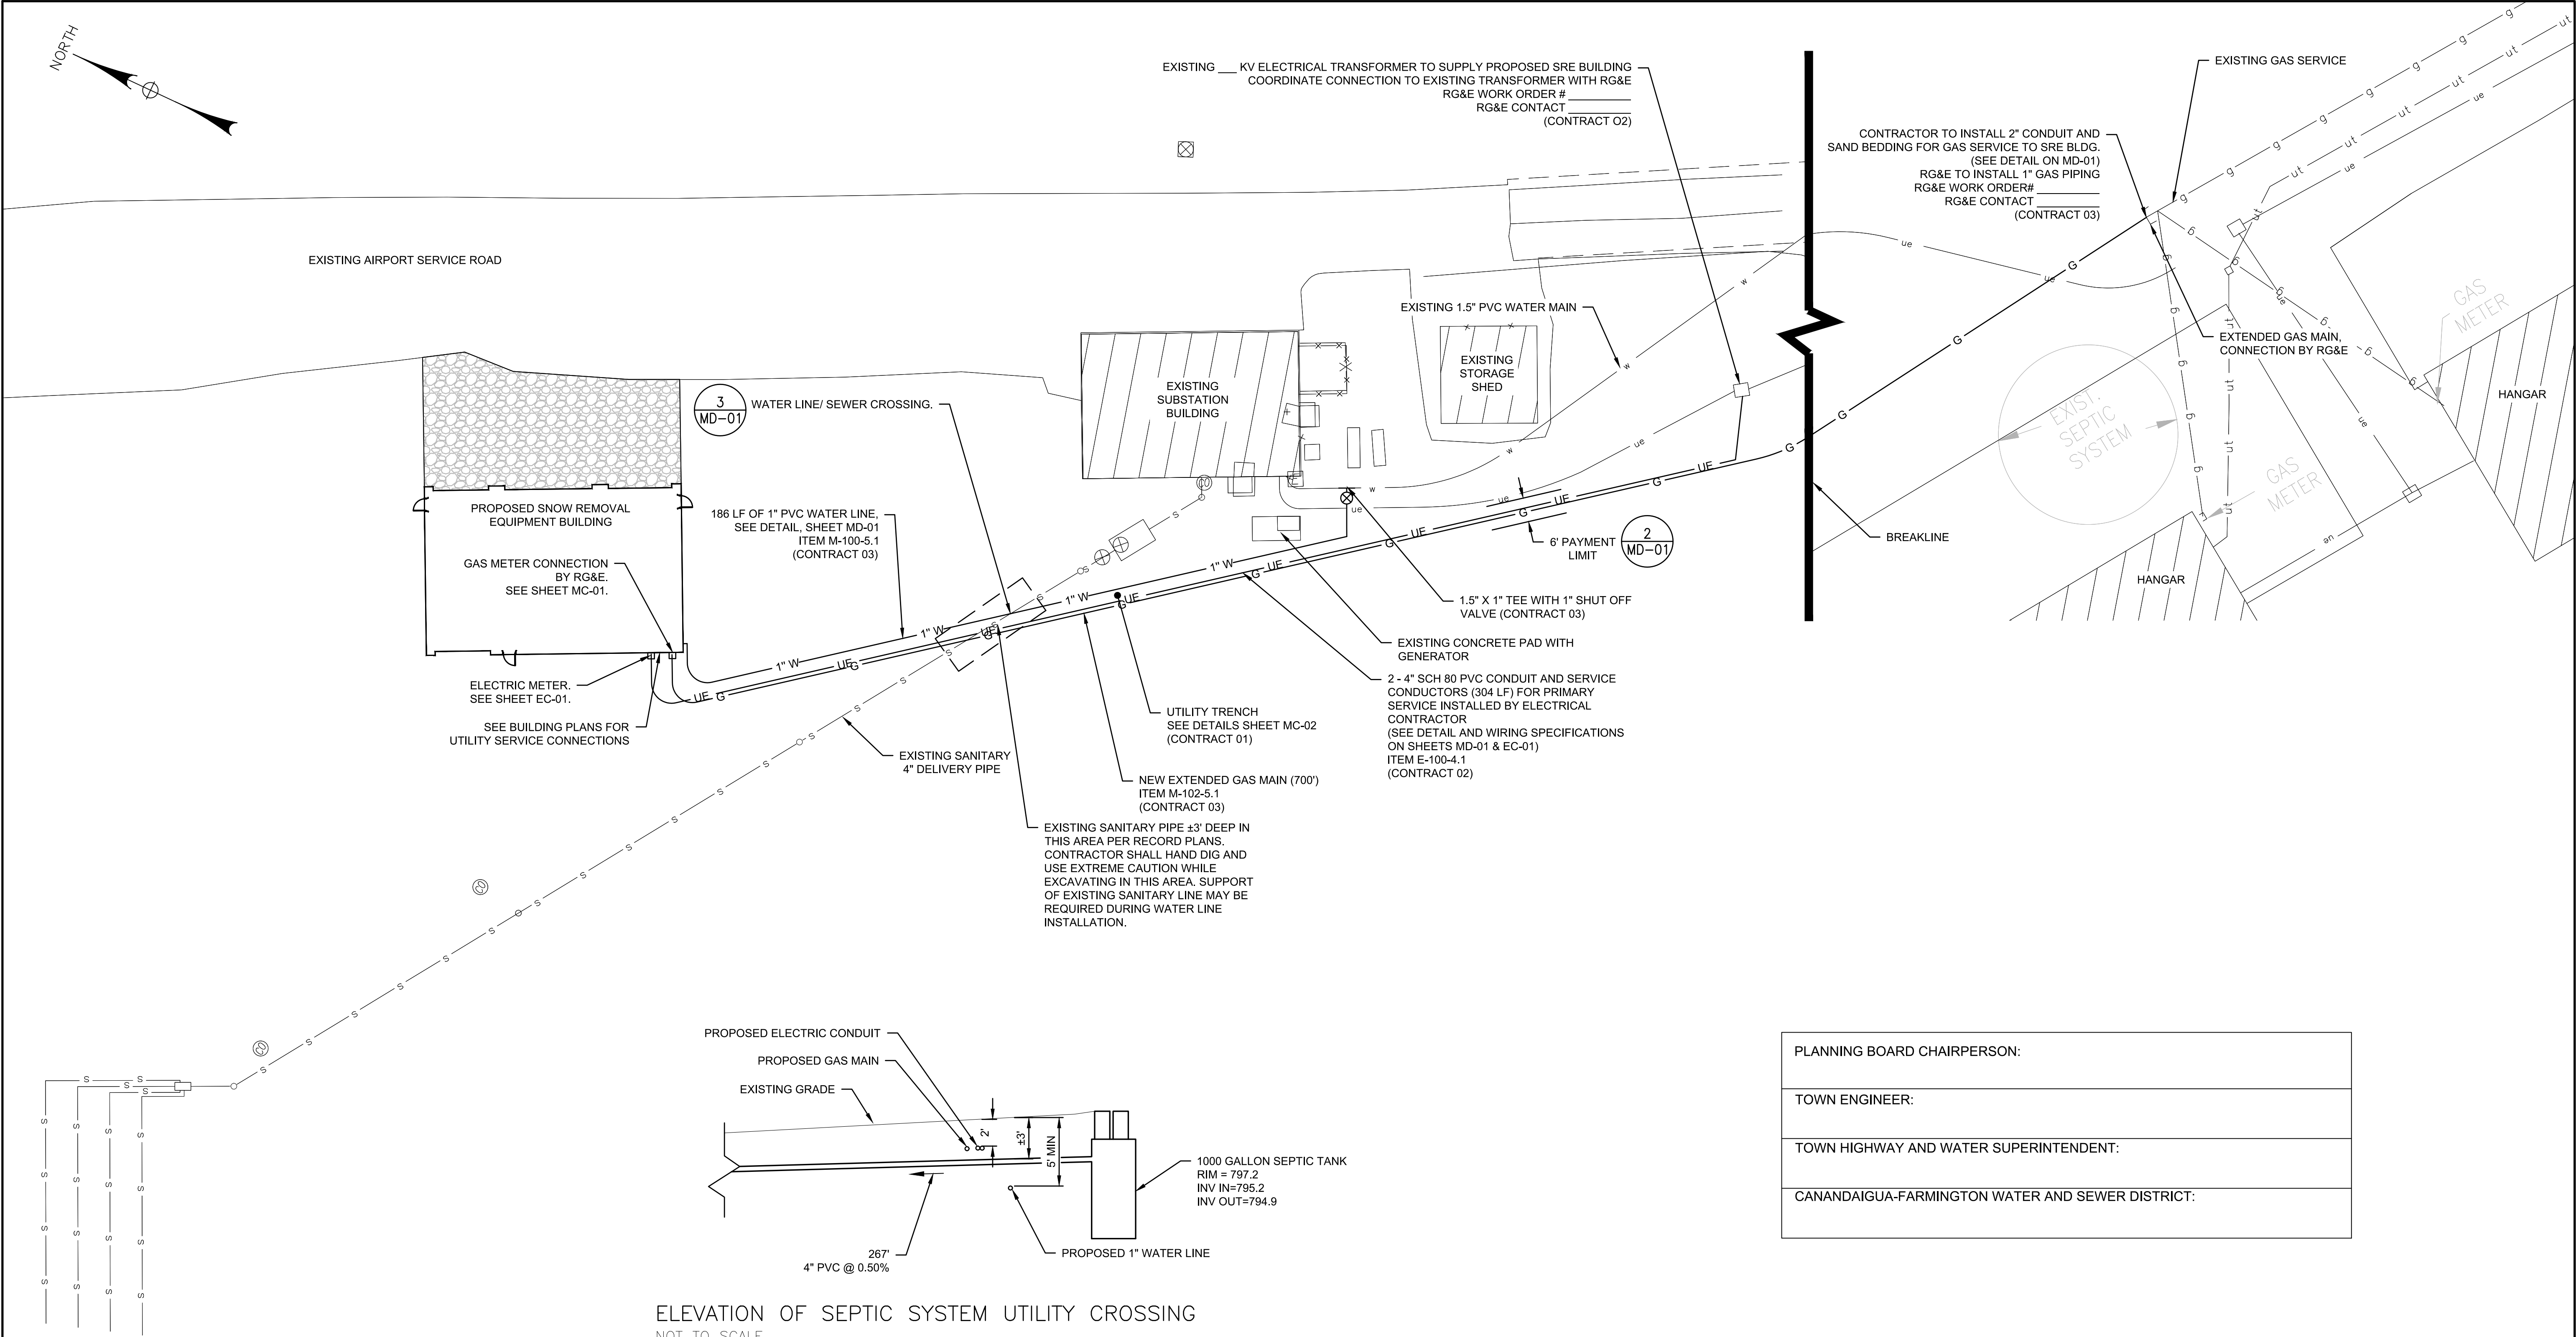 NORTH
EXISTING ___ KV ELECTRICAL TRANSFORMER TO SUPPLY PROPOSED SRE BUILDING
COORDINATE CONNECTION TO EXISTING TRANSFORMER WITH RG&E
RG&E WORK ORDER # __________
RG&E CONTACT __________
(CONTRACT O2)
EXISTING GAS SERVICE
CONTRACTOR TO INSTALL 2" CONDUIT AND
SAND BEDDING FOR GAS SERVICE TO SRE BLDG.
(SEE DETAIL ON MD-01)
RG&E TO INSTALL 1" GAS PIPING
RG&E WORK ORDER# __________
RG&E CONTACT __________
(CONTRACT 03)
EXISTING AIRPORT SERVICE ROAD
EXISTING 1.5" PVC WATER MAIN
EXISTING
STORAGE
SHED
EXISTING
SUBSTATION
BUILDING
EXTENDED GAS MAIN,
CONNECTION BY RG&E
GAS
METER
HANGAR
EXIST.
SEPTIC
SYSTEM
GAS
METER
HANGAR
BREAKLINE
3
MD-01
WATER LINE/ SEWER CROSSING.
PROPOSED SNOW REMOVAL
EQUIPMENT BUILDING
186 LF OF 1" PVC WATER LINE,
SEE DETAIL, SHEET MD-01
ITEM M-100-5.1
(CONTRACT 03)
GAS METER CONNECTION
BY RG&E.
SEE SHEET MC-01.
6' PAYMENT
LIMIT
2
MD-01
1" W
1" W
1" W
1" W
1.5" X 1" TEE WITH 1" SHUT OFF
VALVE (CONTRACT 03)
EXISTING CONCRETE PAD WITH
GENERATOR
ELECTRIC METER.
SEE SHEET EC-01.
SEE BUILDING PLANS FOR
UTILITY SERVICE CONNECTIONS
2 - 4" SCH 80 PVC CONDUIT AND SERVICE
CONDUCTORS (304 LF) FOR PRIMARY
SERVICE INSTALLED BY ELECTRICAL
CONTRACTOR
(SEE DETAIL AND WIRING SPECIFICATIONS
ON SHEETS MD-01 & EC-01)
ITEM E-100-4.1
(CONTRACT 02)
UTILITY TRENCH
SEE DETAILS SHEET MC-02
(CONTRACT 01)
EXISTING SANITARY
4" DELIVERY PIPE
NEW EXTENDED GAS MAIN (700')
ITEM M-102-5.1
(CONTRACT 03)
EXISTING SANITARY PIPE ±3' DEEP IN
THIS AREA PER RECORD PLANS.
CONTRACTOR SHALL HAND DIG AND
USE EXTREME CAUTION WHILE
EXCAVATING IN THIS AREA. SUPPORT
OF EXISTING SANITARY LINE MAY BE
REQUIRED DURING WATER LINE
INSTALLATION.
PROPOSED ELECTRIC CONDUIT
PROPOSED GAS MAIN
EXISTING GRADE
2'
±3'
5' MIN
1000 GALLON SEPTIC TANK
RIM = 797.2
INV IN=795.2
INV OUT=794.9
267'
4" PVC @ 0.50%
PROPOSED 1" WATER LINE
ELEVATION OF SEPTIC SYSTEM UTILITY CROSSING
NOT TO SCALE
PLANNING BOARD CHAIRPERSON:
TOWN ENGINEER:
TOWN HIGHWAY AND WATER SUPERINTENDENT:
CANANDAIGUA-FARMINGTON WATER AND SEWER DISTRICT: